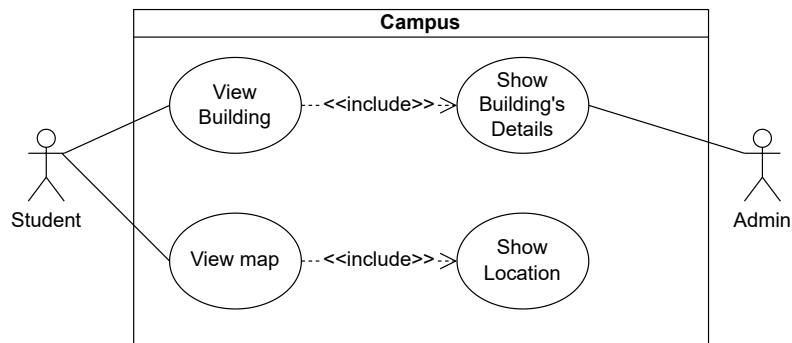 Campus
View
Building
<<include>>
Show
Building's
Details
Student
Admin
View map
<<include>>
Show
Location